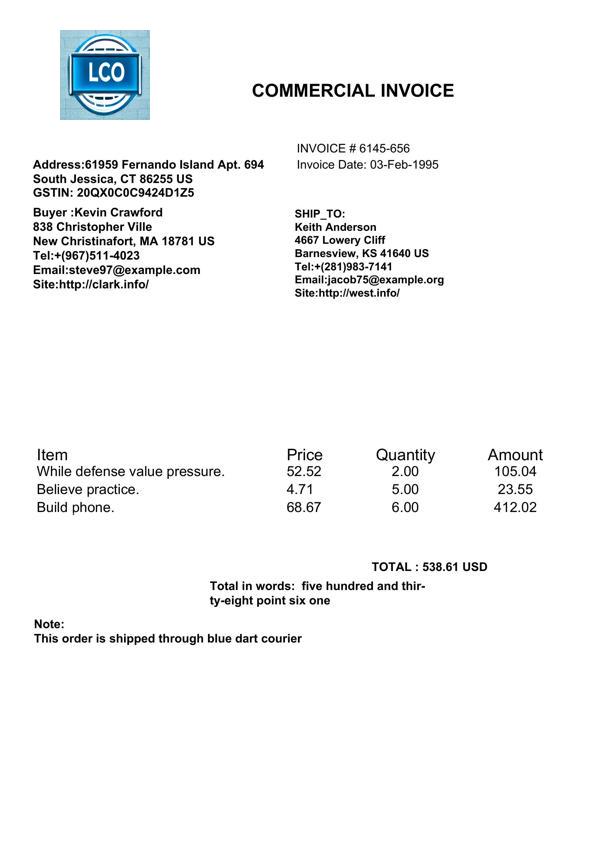 LCO
COMMERCIAL INVOICE
INVOICE # 6145-656
Invoice Date: 03-Feb-1995
Address:61959 Fernando Island Apt. 694
South Jessica, CT 86255 US
GSTIN: 20QX0C0C9424D1Z5
Buyer :Kevin Crawford
838 Christopher Ville
New Christinafort, MA 18781 US
Tel:+(967)511-4023
Email:steve97@example.com
Site:http://clark.info/
SHIP_TO:
Keith Anderson
4667 Lowery Cliff
Barnesview, KS 41640 US
Tel:+(281)983-7141
Email:jacob75@example.org
Site:http://west.info/
Item Price Quantity Amount
While defense value pressure. 52.52 2.00 105.04
Believe practice. 4.71 5.00 23.55
Build phone. 68.67 6.00 412.02
TOTAL : 538.61 USD
Total in words: five hundred and thir-
ty-eight point six one
Note:
This order is shipped through blue dart courier